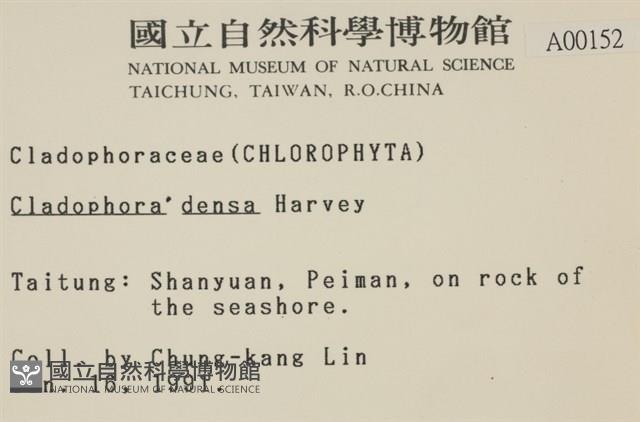 國立自然科學博物館
A00152
NATIONAL MUSEUM OF NATURAL SCIENCE
TAICHUNG, TAIWAN, R.O.CHINA
Cladophoraceae(CHLOROPHYTA)
Cladophora densa Harvey
Taitung: Shanyuan, Peiman, on rock of
the seashore.
Coll. by Chung-kang Lin
國立自然科學博物館
16, 1991.
NATIONAL MUSEUM OF NATURAL SCIENCE